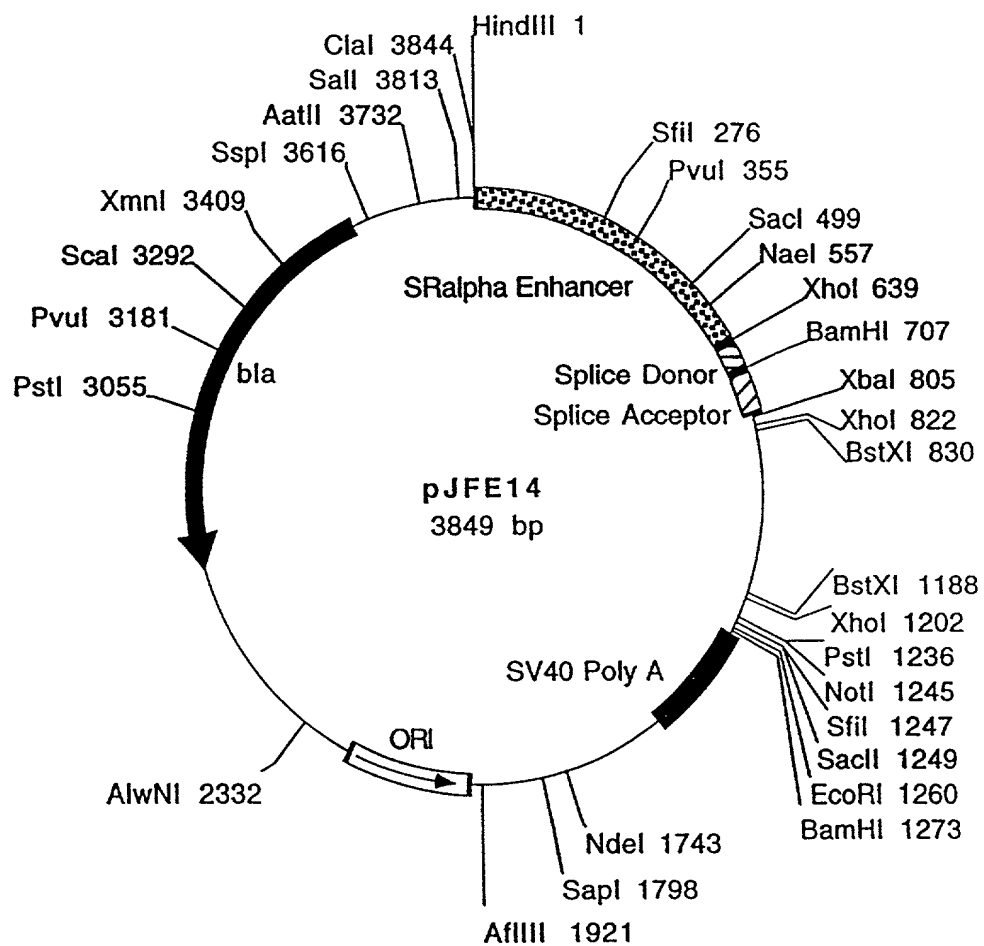 HindIII 1
ClaI 3844
SalI 3813
AatII 3732
SspI 3616
XmnI 3409
ScaI 3292
PvuI 3181
PstI 3055
bla
SfiI 276
PvuI 355
SacI 499
NaeI 557
XhoI 639
BamHI 707
XbaI 805
XhoI 822
BstXI 830
SRalpha Enhancer
Splice Donor
Splice Acceptor
pJFE14
3849 bp
BstXI 1188
XhoI 1202
PstI 1236
NotI 1245
SfiI 1247
SacII 1249
EcoRI 1260
BamHI 1273
SV40 Poly A
ORI
AlwNI 2332
NdeI 1743
SapI 1798
AflIII 1921